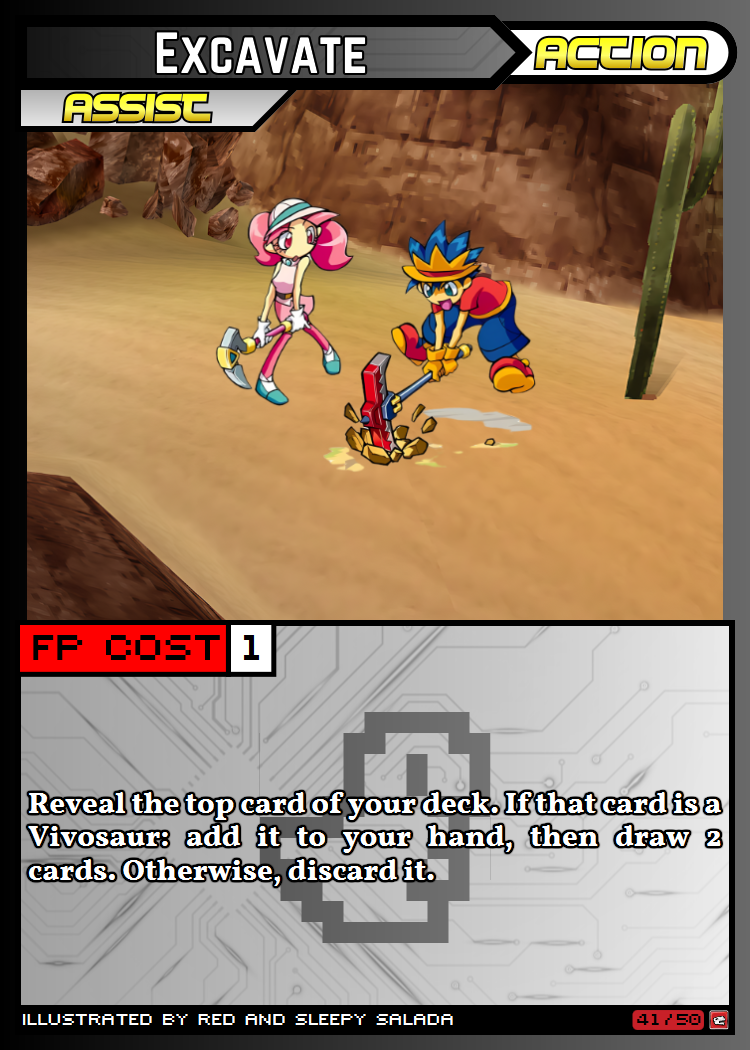 EXCAVATE
ACTION
ASSIST
FP COST 1
Reveal the top card of your deck. If that card is a
Vivosaur: add it to your hand, then draw 2
cards. Otherwise, discard it.
ILLUSTRATED BY RED AND SLEEPY SALADA
41/50